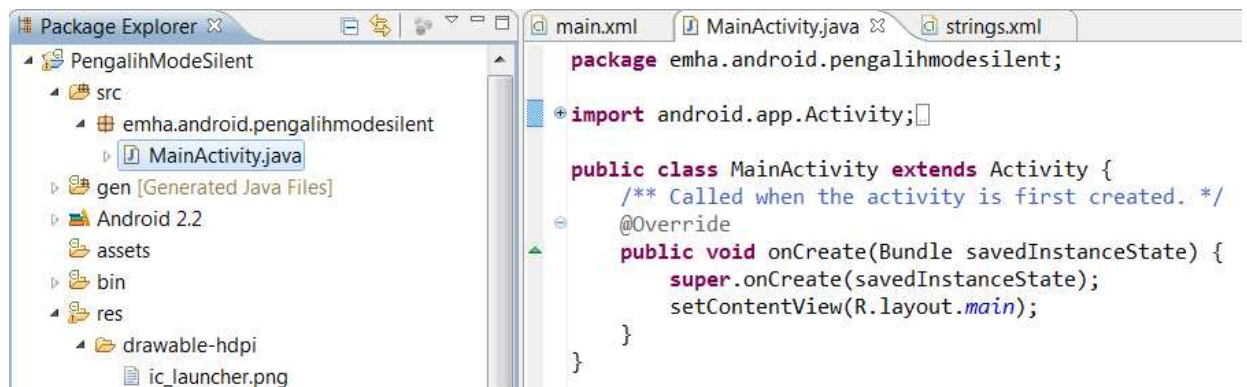 Package Explorer
PengalihModeSilent
src
emha.android.pengalihmodesilent
MainActivity.java
gen [Generated Java Files]
Android 2.2
assets
bin
res
drawable-hdpi
ic_launcher.png
main.xml
MainActivity.java
strings.xml
package emha.android.pengalihmodesilent;
import android.app.Activity;
public class MainActivity extends Activity {
/** Called when the activity is first created. */
@Override
public void onCreate(Bundle savedInstanceState) {
super.onCreate(savedInstanceState);
setContentView(R.layout.main);
}
}